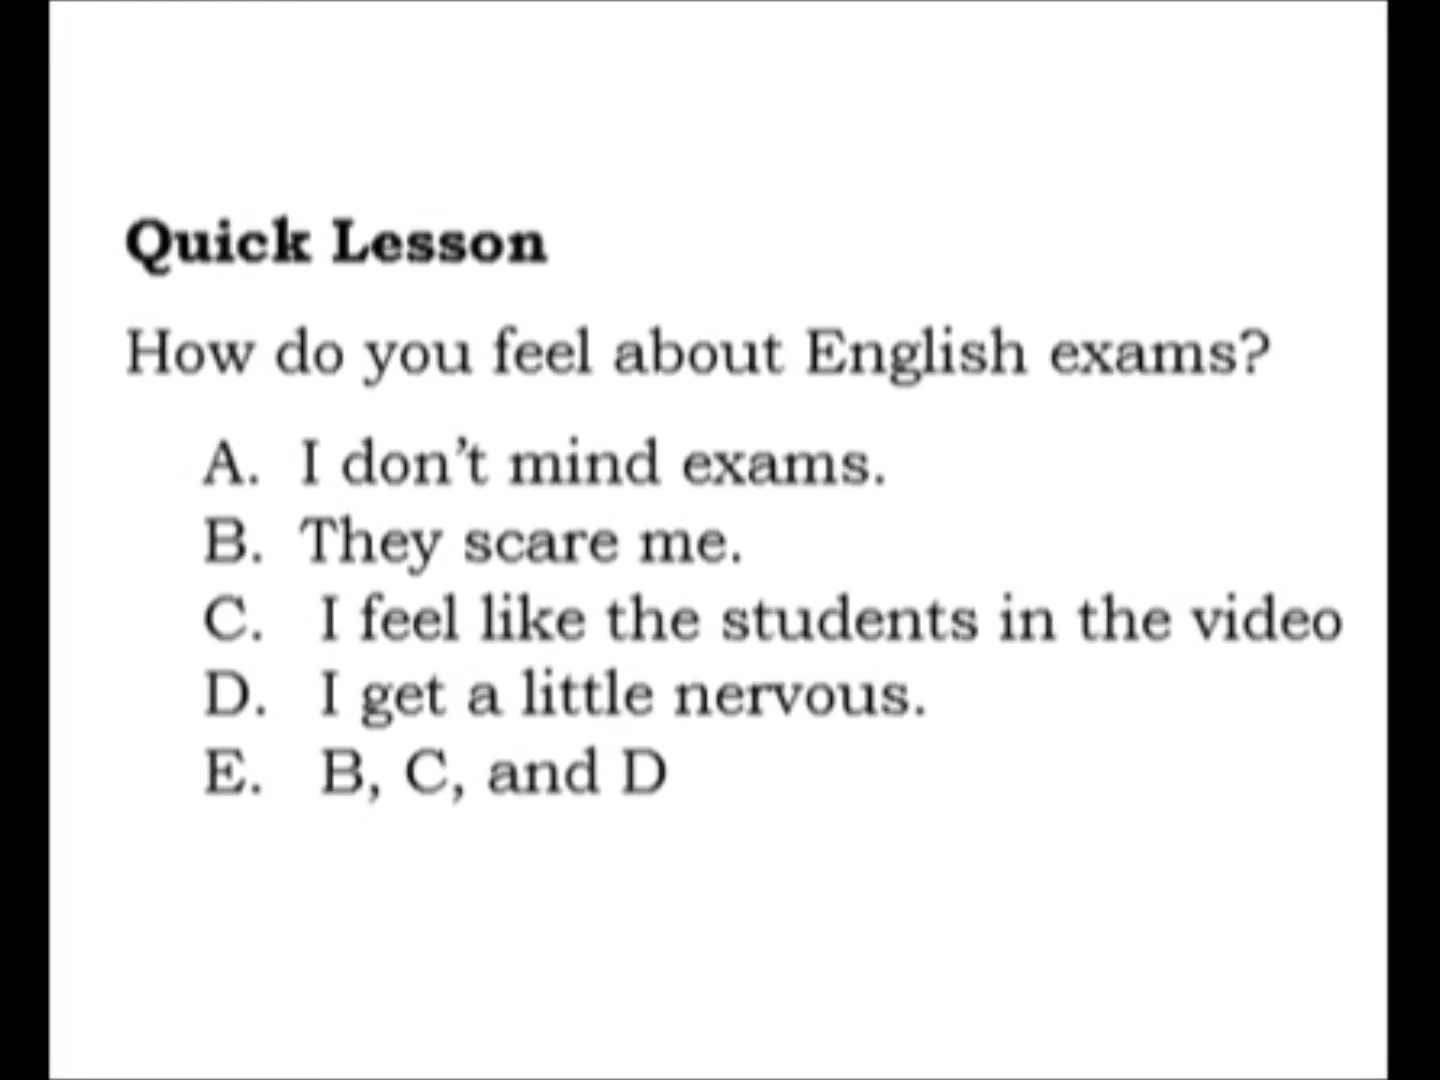 Quick Lesson
How do you feel about English exams?
A. I don't mind exams.
B. They scare me.
C. I feel like the students in the video
D. I get a little nervous.
E. B, C, and D